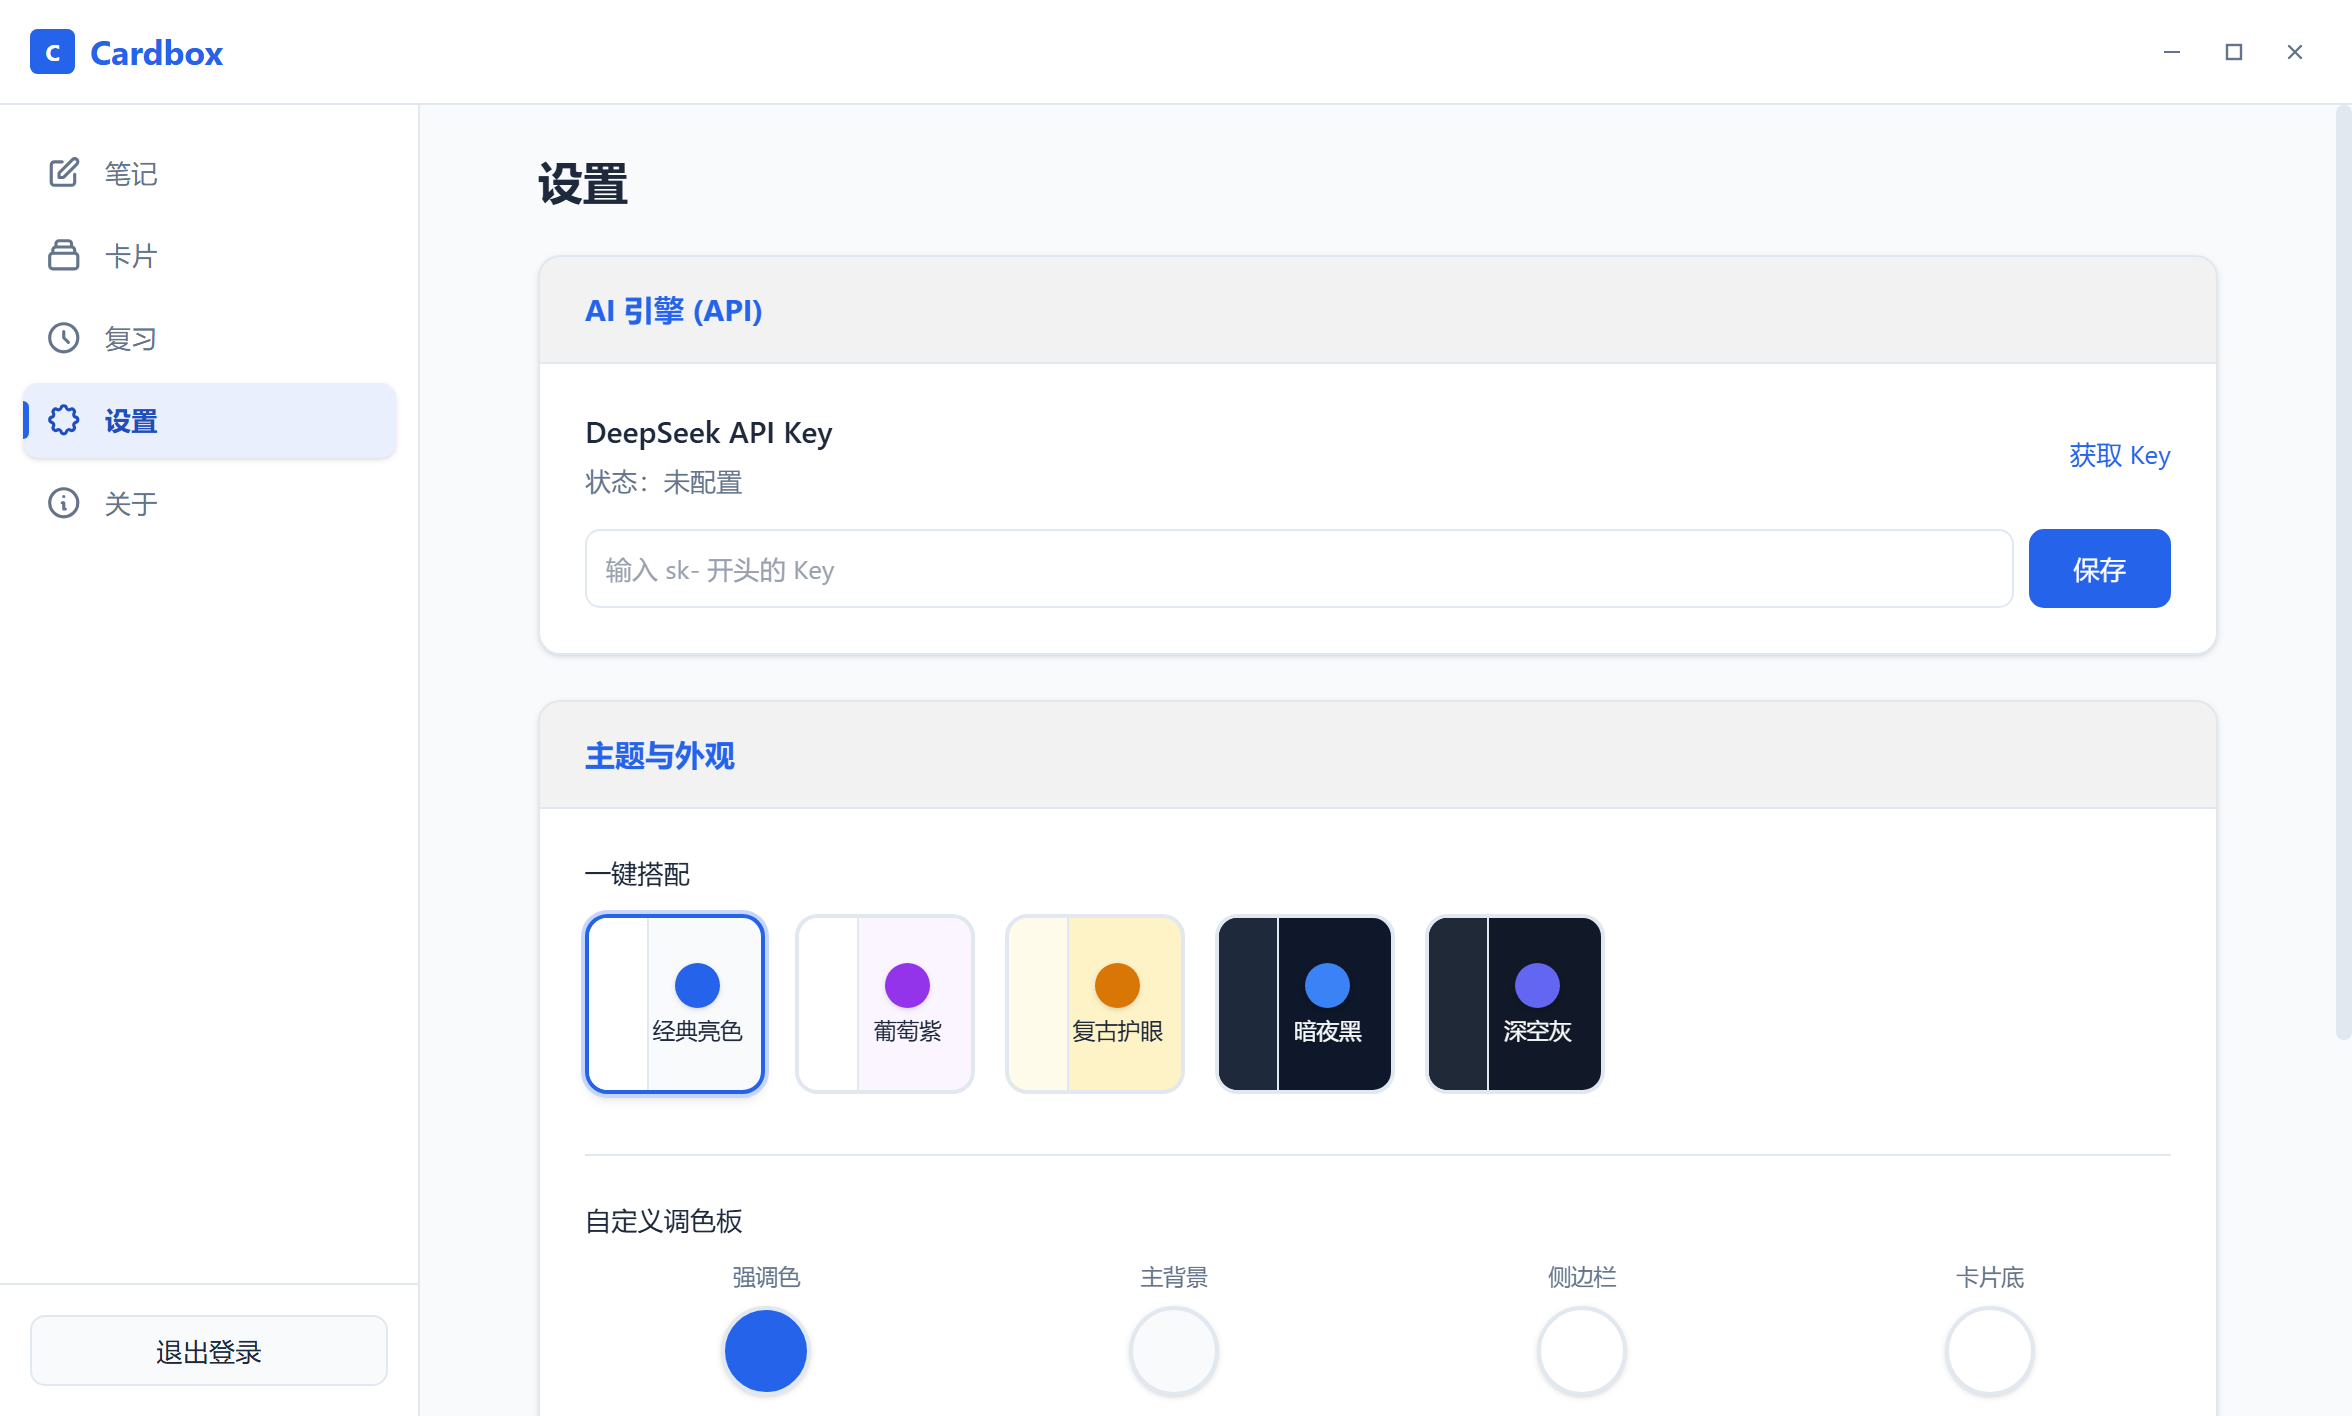 C Cardbox
笔记
卡片
复习
设置
关于
退出登录
设置
AI 引擎 (API)
DeepSeek API Key
状态：未配置
获取 Key
输入 sk- 开头的 Key
保存
主题与外观
一键搭配
经典亮色
葡萄紫
复古护眼
暗夜黑
深空灰
自定义调色板
强调色
主背景
侧边栏
卡片底